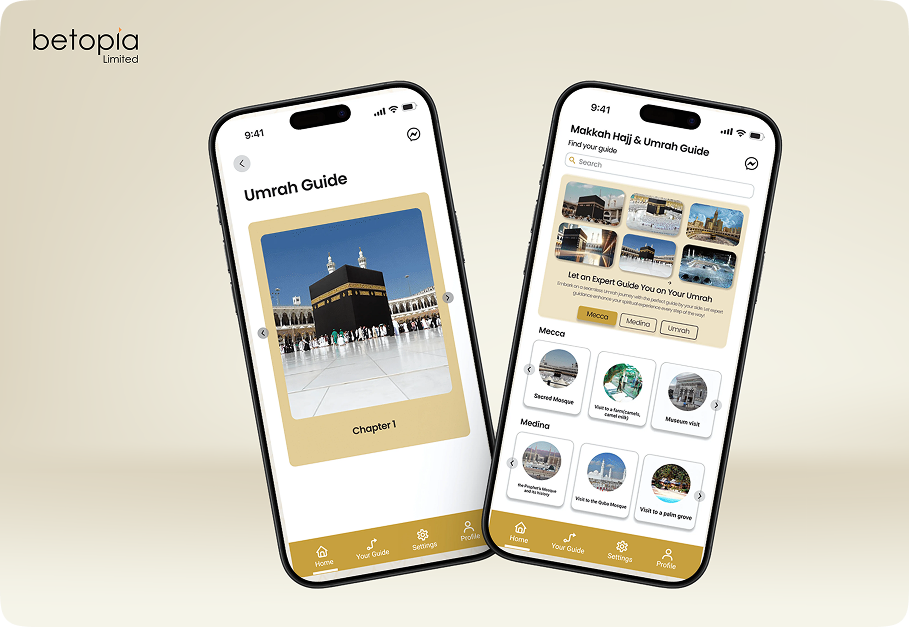 betopia
Limited
9:41
Umrah Guide
Chapter 1
Home
Your Guide
Settings
Profile
9:41
Makkah Hajj & Umrah Guide
Find your guide
Search
Let an Expert Guide You on Your Umrah
Embark on a seamless Umrah journey with the perfect guide by your side. Let expert
guidance enhance your spiritual experience every step of the way!
Mecca
Medina
Umrah
Mecca
Sacred Mosque
Visit to a farm(camels,
camel milk)
Museum visit
Medina
the Prophet's Mosque
and its history
Visit to the Quba Mosque
Visit to a palm grove
Home
Your Guide
Settings
Profile